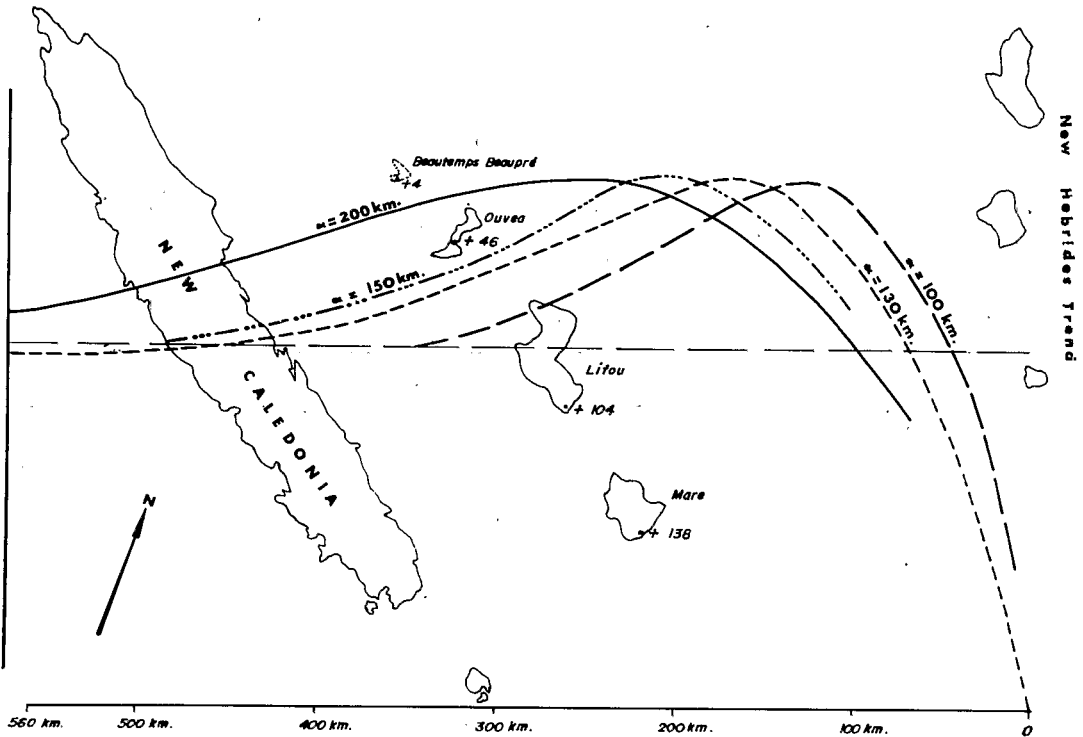 New Hebrides Trend
Beautemps Beaupré
+4
∝ = 200 km.
Ouvea
+ 46
NEW
∝ = 150 km.
∝=100 km.
∝=130 km.
Lifou
+ 104
CALEDONIA
Mare
+ 138
N
560 km. 500 km. 400 km. 300 km. 200 km. 100 km. 0